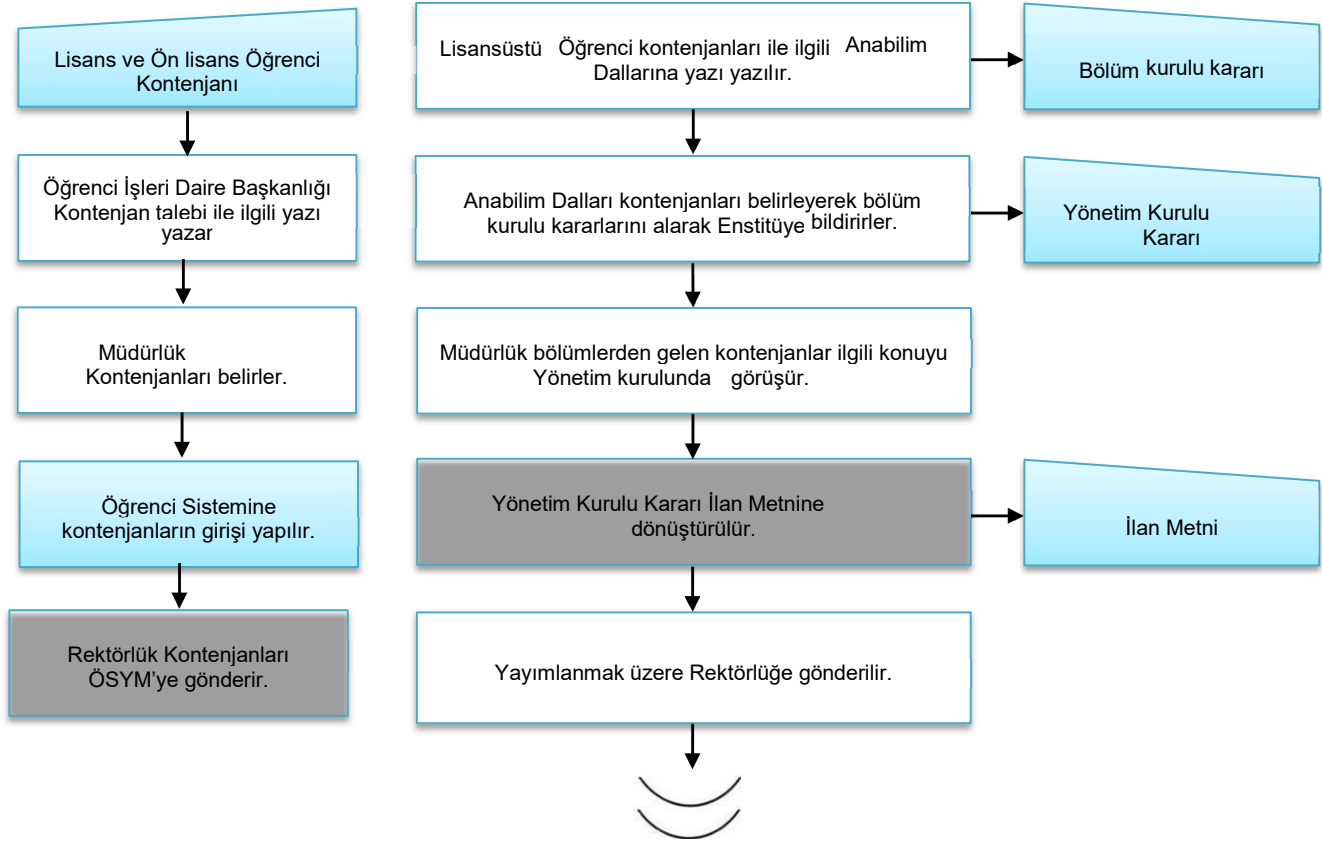 Lisans ve Ön lisans Öğrenci
Kontenjanı
Öğrenci İşleri Daire Başkanlığı
Kontenjan talebi ile ilgili yazı
yazar
Müdürlük
Kontenjanları belirler.
Öğrenci Sistemine
kontenjanların girişi yapılır.
Rektörlük Kontenjanları
ÖSYM’ye gönderir.
Lisansüstü Öğrenci kontenjanları ile ilgili Anabilim
Dallarına yazı yazılır.
Bölüm kurulu kararı
Anabilim Dalları kontenjanları belirleyerek bölüm
kurulu kararlarını alarak Enstitüye bildirirler.
Yönetim Kurulu
Kararı
Müdürlük bölümlerden gelen kontenjanlar ilgili konuyu
Yönetim kurulunda görüşür.
Yönetim Kurulu Kararı İlan Metnine
dönüştürülür.
İlan Metni
Yayımlanmak üzere Rektörlüğe gönderilir.